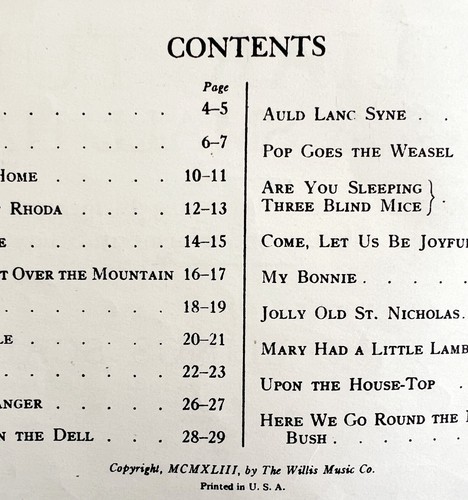 CONTENTS
Page
. . . . . . 4–5
. . . . . . 6–7
HOME . . . . . 10–11
RHODA . . . . 12–13
E . . . . . . 14–15
T OVER THE MOUNTAIN 16–17
. . . . . . 18–19
LE . . . . . . 20–21
. . . . . . 22–23
ANGER . . . . . 26–27
N THE DELL . . . . 28–29
AULD LANG SYNE . .
POP GOES THE WEASEL
ARE YOU SLEEPING }
THREE BLIND MICE } .
COME, LET US BE JOYFU
MY BONNIE . . . . .
JOLLY OLD ST. NICHOLAS .
MARY HAD A LITTLE LAMB
UPON THE HOUSE-TOP .
HERE WE GO ROUND THE
BUSH . . . . .
Copyright, MCMXLIII, by The Willis Music Co.
Printed in U. S. A.